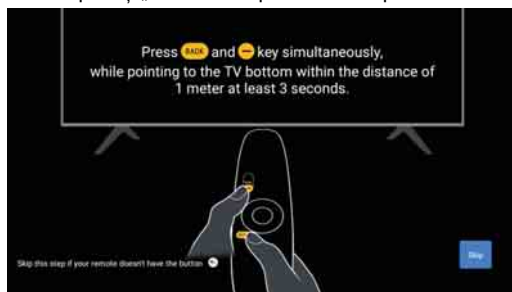 Press BACK and − key simultaneously,
while pointing to the TV bottom within the distance of
1 meter at least 3 seconds.
Skip this step if your remote doesn't have the button
Skip